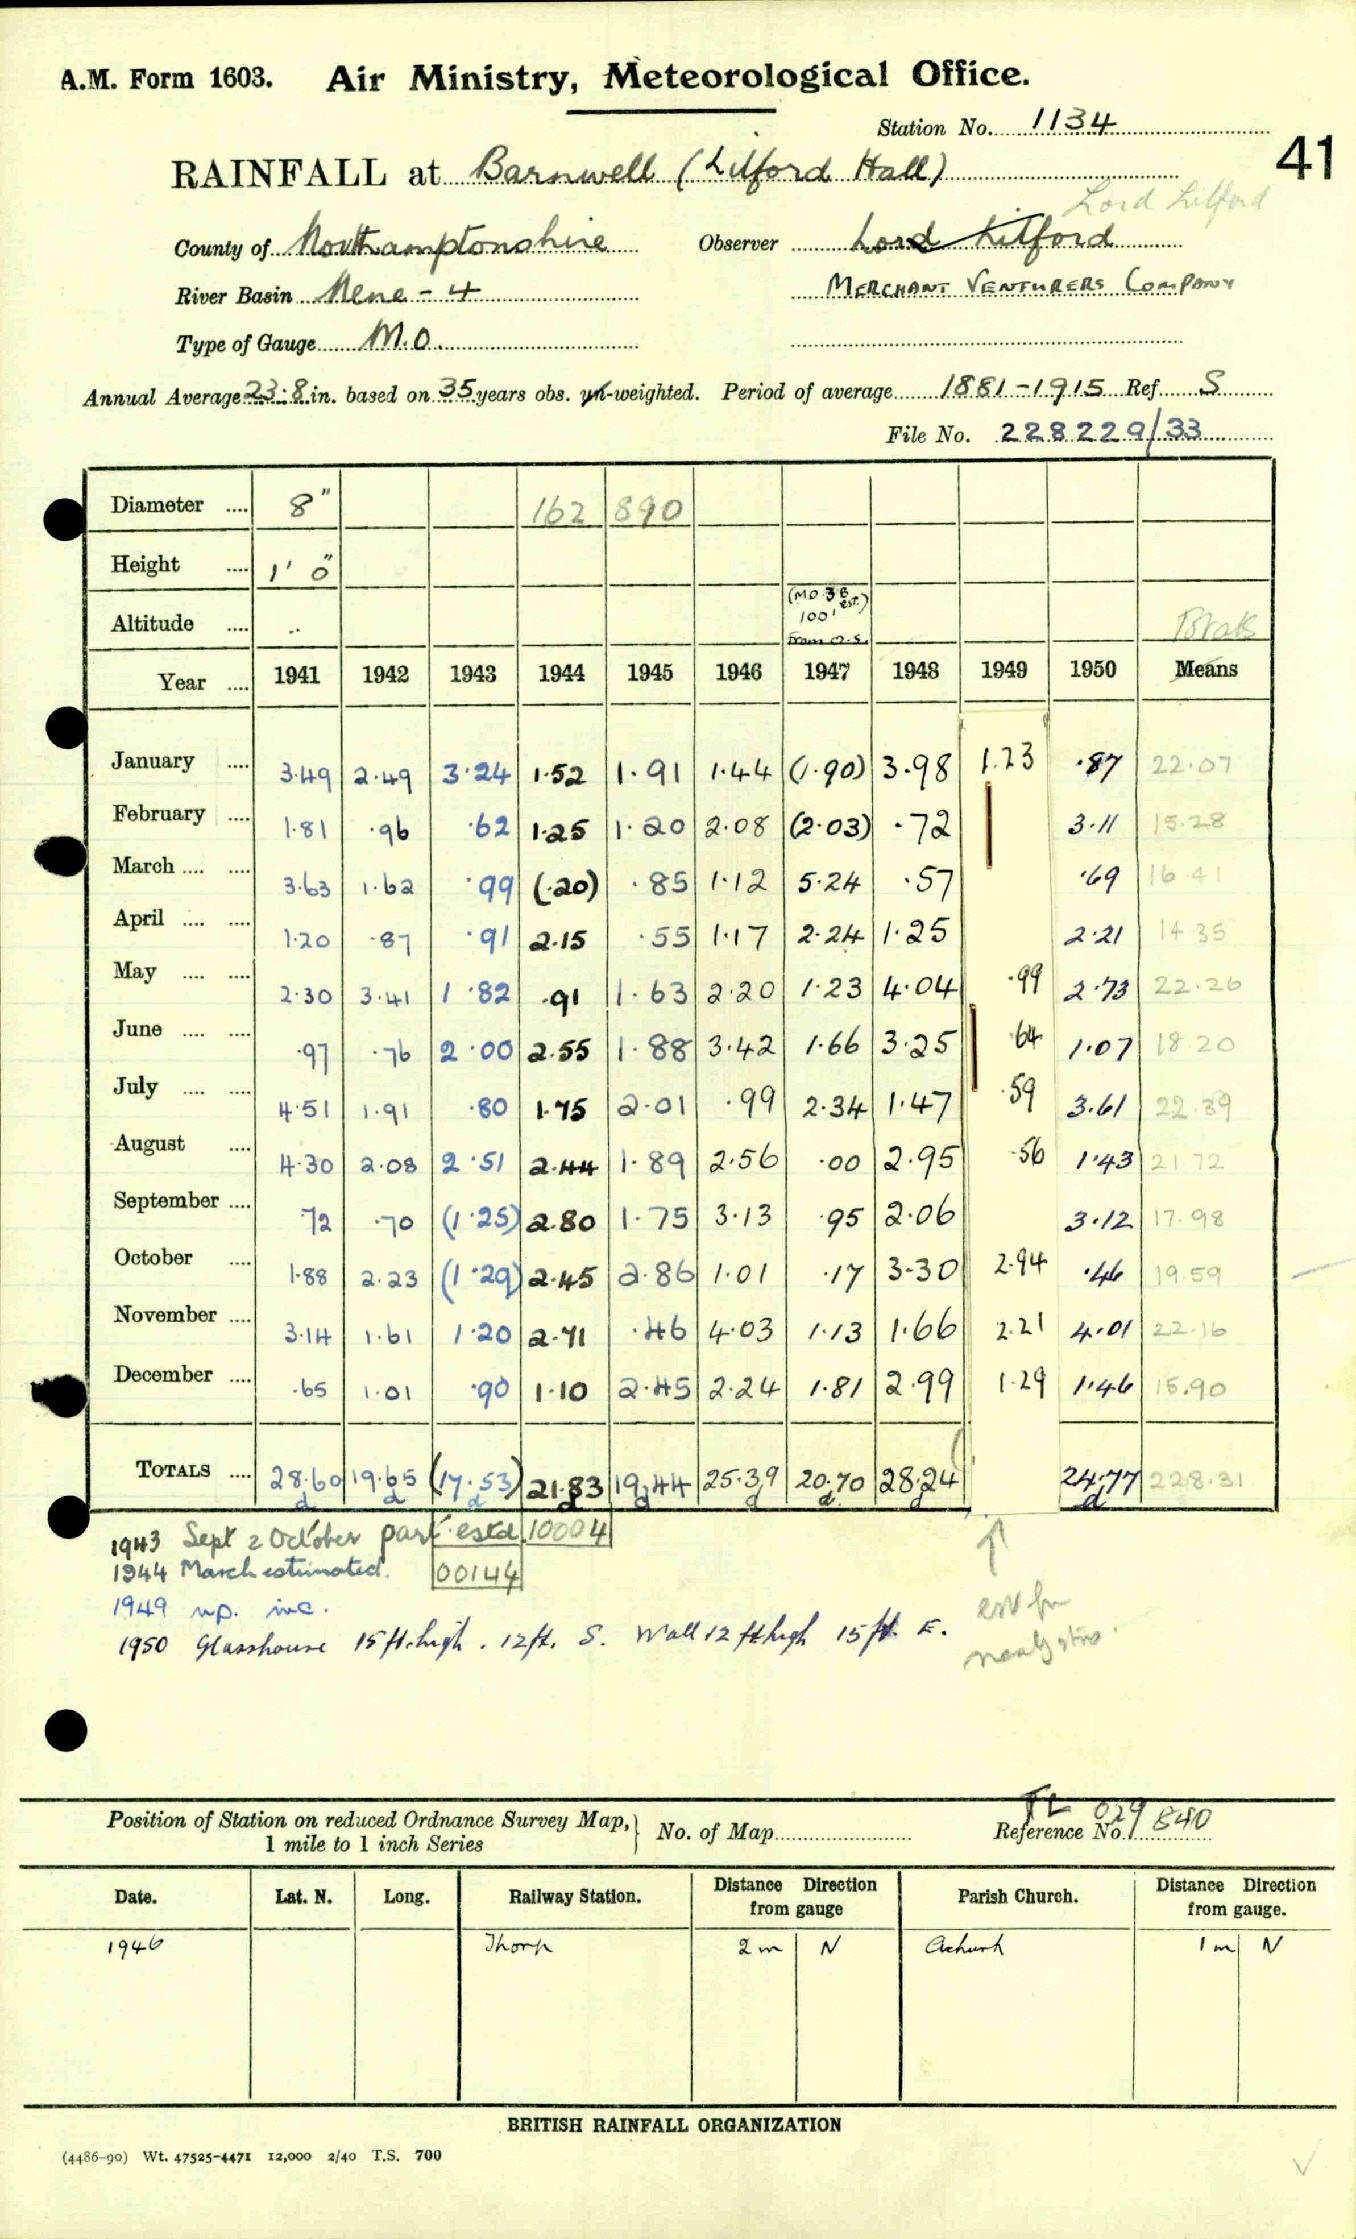 A.M. Form 1603. Air Ministry, Meteorological Office.
Station No. 1134
41
RAINFALL at Barnwell (Lilford Hall)
Lord Lilford
County of Northamptonshire Observer Lord Lilford
River Basin Nene - 4 MERCHANT VENTURERS COMPANY
Type of Gauge M.O.
Annual Average 23.8 in. based on 35 years obs. un-weighted. Period of average 1881-1915 Ref. S
File No. 228229/33
Diameter .... 8" 162 890
Height .... 1' 0"
Altitude .... .. (MO 3B est.) 100' From O.S. Totals
Year .... 1941 1942 1943 1944 1945 1946 1947 1948 1949 1950 Means
January .... 3.49 2.49 3.24 1.52 1.91 1.44 (1.90) 3.98 1.23 .87 22.07
February .... 1.81 .96 .62 1.25 1.20 2.08 (2.03) .72 3.11 15.28
March .... .... 3.63 1.62 .99 (.20) .85 1.12 5.24 .57 .69 16.41
April .... .... 1.20 .87 .91 2.15 .55 1.17 2.24 1.25 2.21 14.35
May .... .... 2.30 3.41 1.82 .91 1.63 2.20 1.23 4.04 .99 2.73 22.26
June .... .... .97 .76 2.00 2.55 1.88 3.42 1.66 3.25 .64 1.07 18.20
July .... .... 4.51 1.91 .80 1.75 2.01 .99 2.34 1.47 .59 3.61 22.39
August .... 4.30 2.08 2.51 2.44 1.89 2.56 .00 2.95 .56 1.43 21.72
September .... .72 .70 (1.25) 2.80 1.75 3.13 .95 2.06 3.12 17.98
October .... 1.88 2.23 (1.29) 2.45 2.86 1.01 .17 3.30 2.94 .46 19.59
November .... 3.14 1.61 1.20 2.71 .46 4.03 1.13 1.66 2.21 4.01 22.16
December .... .65 1.01 .90 1.10 2.45 2.24 1.81 2.99 1.29 1.46 15.90
TOTALS .... 28.60 19.65 (17.53) 21.83 19.44 25.39 20.70 28.24 24.77 228.31
d d d d d d d d d
1943 Sept & October part estd. 10004
1944 March estimated. 00144
1949 np. inc.
1950 Glasshouse 15 ft. high. 12 ft. S. Wall 12 ft high 15 ft. E.
est for
Position of Station on reduced Ordnance Survey Map, 1 mile to 1 inch Series No. of Map Reference No. TL 029 840
Date. Lat. N. Long. Railway Station. Distance Direction from gauge Parish Church. Distance Direction from gauge.
1946 Thorp 2 m N Achurch 1 m N
BRITISH RAINFALL ORGANIZATION
(4486-90) Wt. 47525-4471 12,000 2/40 T.S. 700